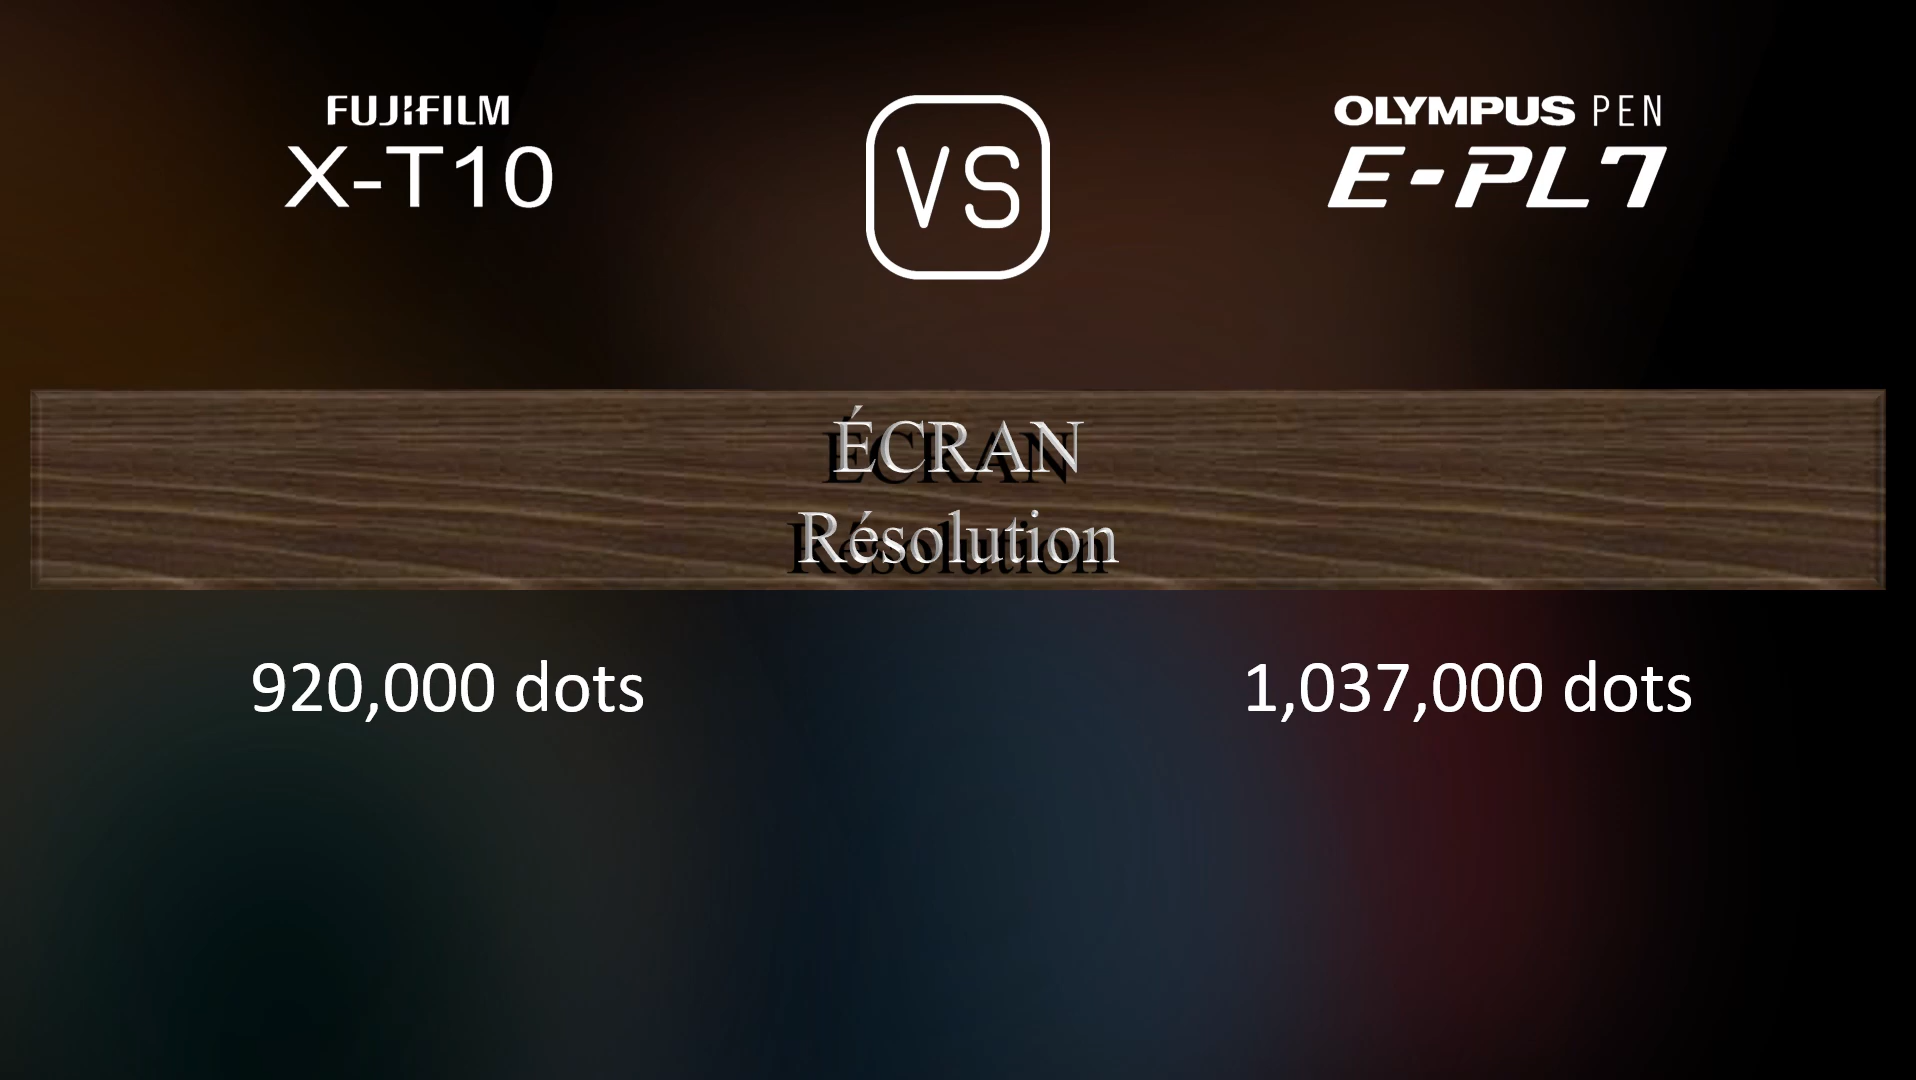 FUJIFILM
X-T10
VS
OLYMPUS PEN
E-PL7
ÉCRAN
Résolution
920,000 dots
1,037,000 dots